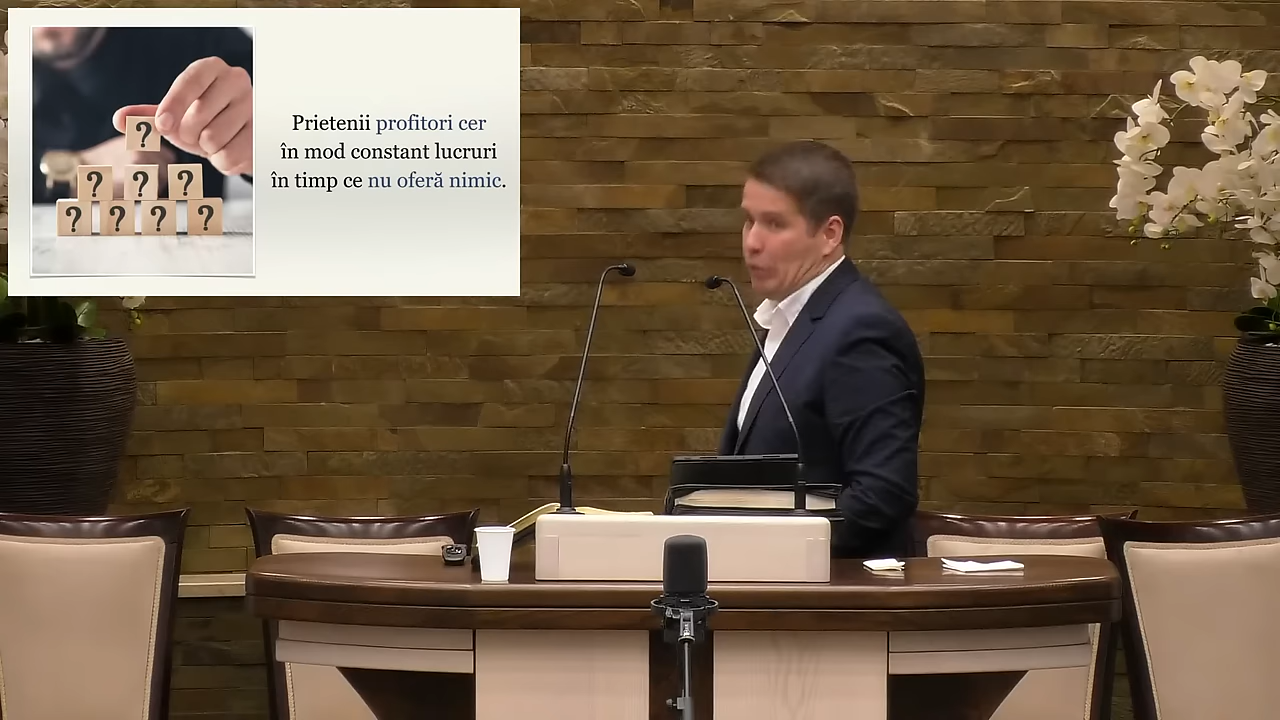 ?
? ? ?
? ? ? ?
Prietenii profitori cer
în mod constant lucruri
în timp ce nu oferă nimic.